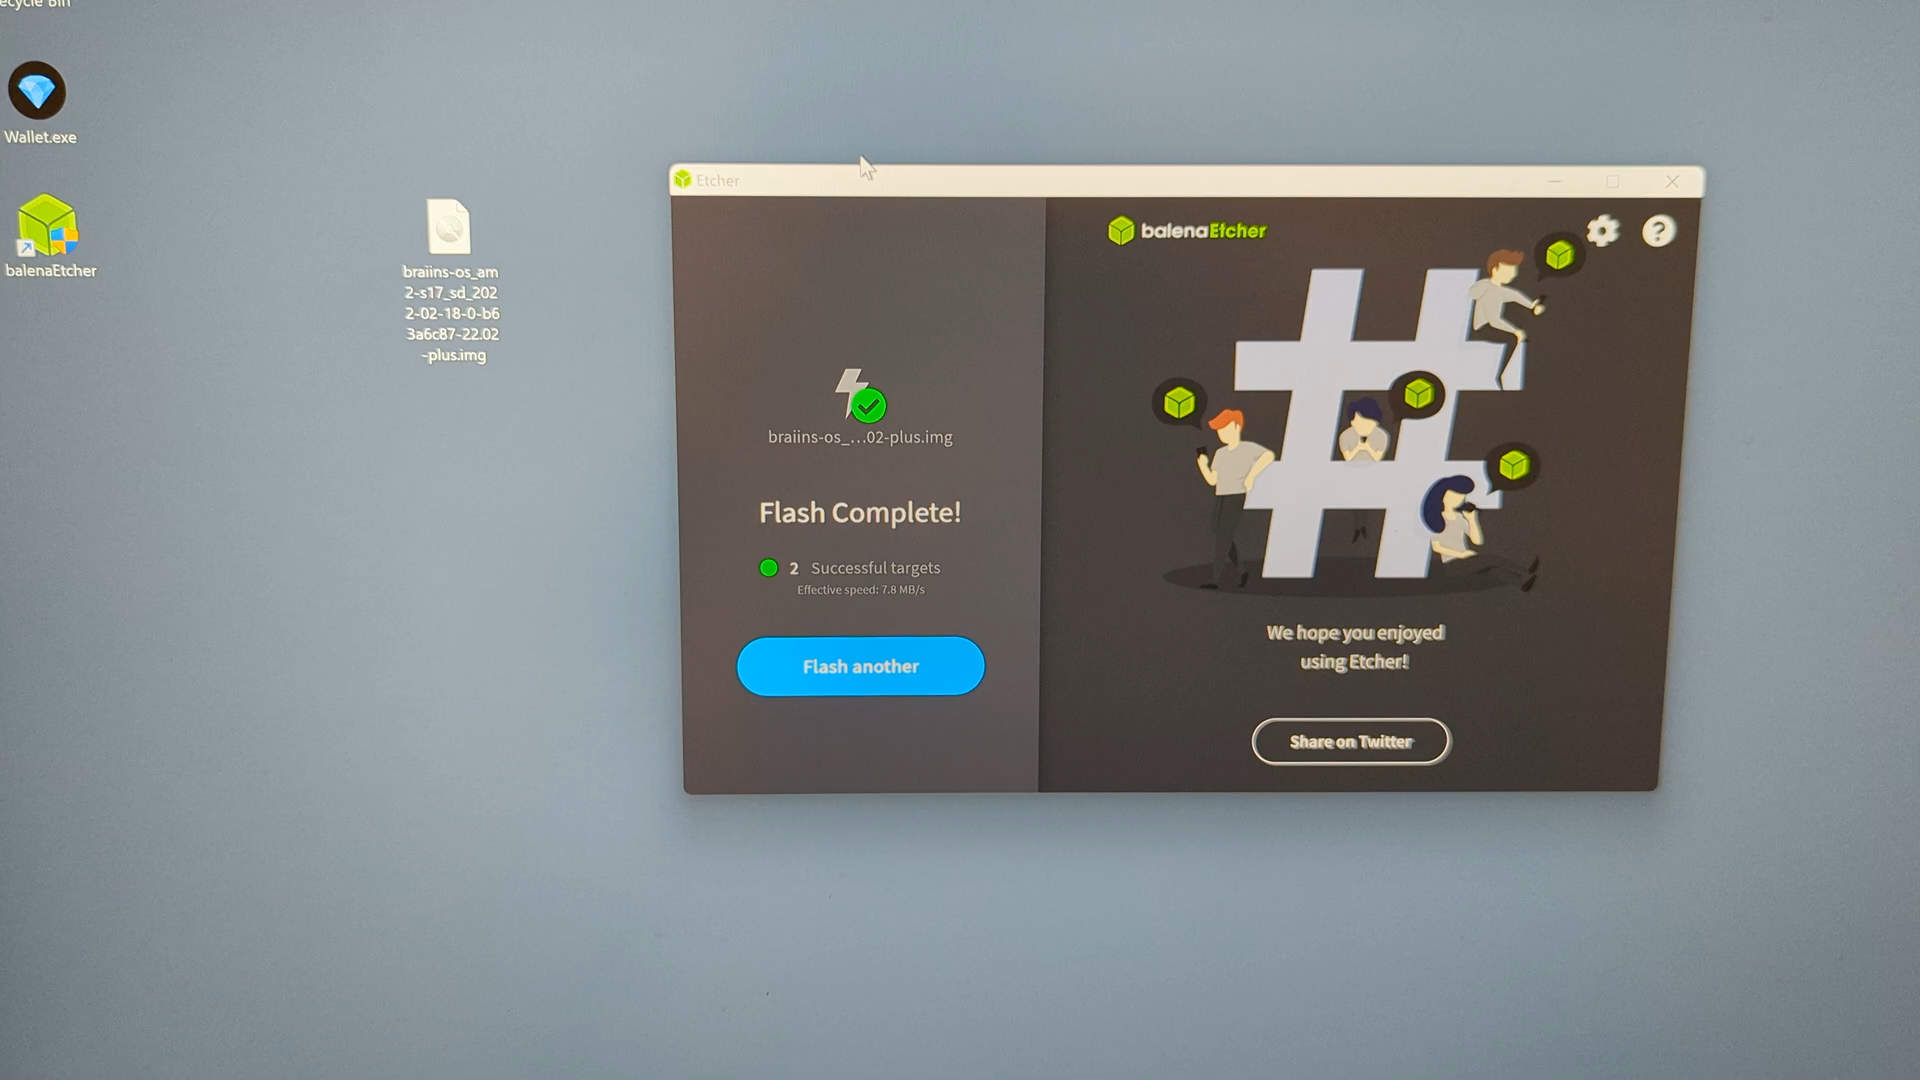 Wallet.exe
balenaEtcher
braiins-os_am
2-s17_sd_202
2-02-18-0-b6
3a6c87-22.02
-plus.img
Etcher
balenaEtcher
braiins-os_...02-plus.img
Flash Complete!
2 Successful targets
Effective speed: 7.8 MB/s
Flash another
We hope you enjoyed
using Etcher!
Share on Twitter